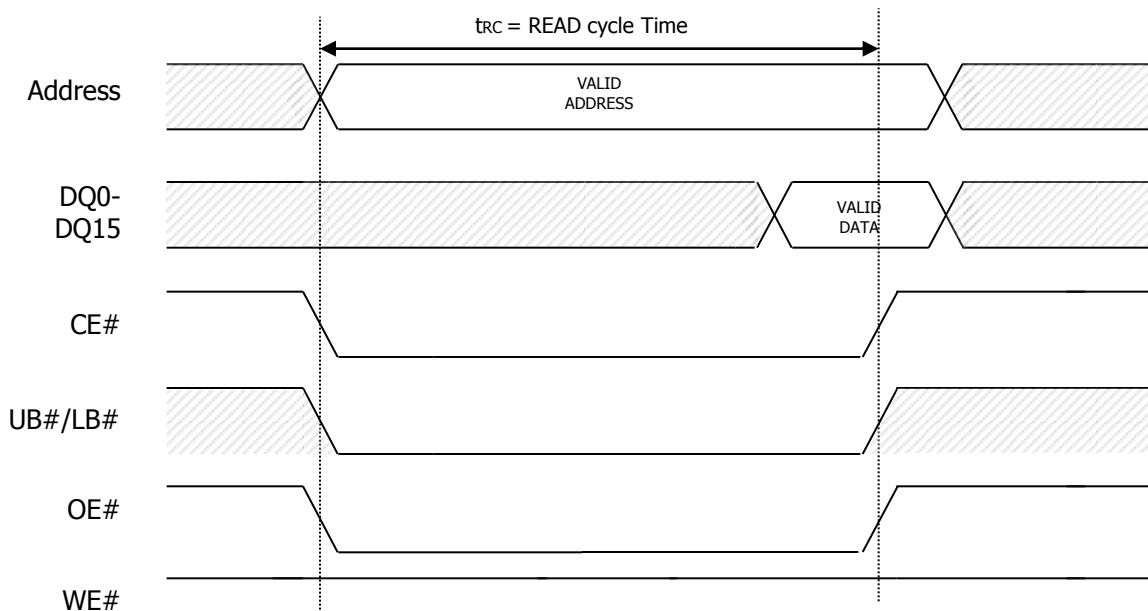 tRC = READ cycle Time
Address
VALID
ADDRESS
DQ0-
DQ15
VALID
DATA
CE#
UB#/LB#
OE#
WE#